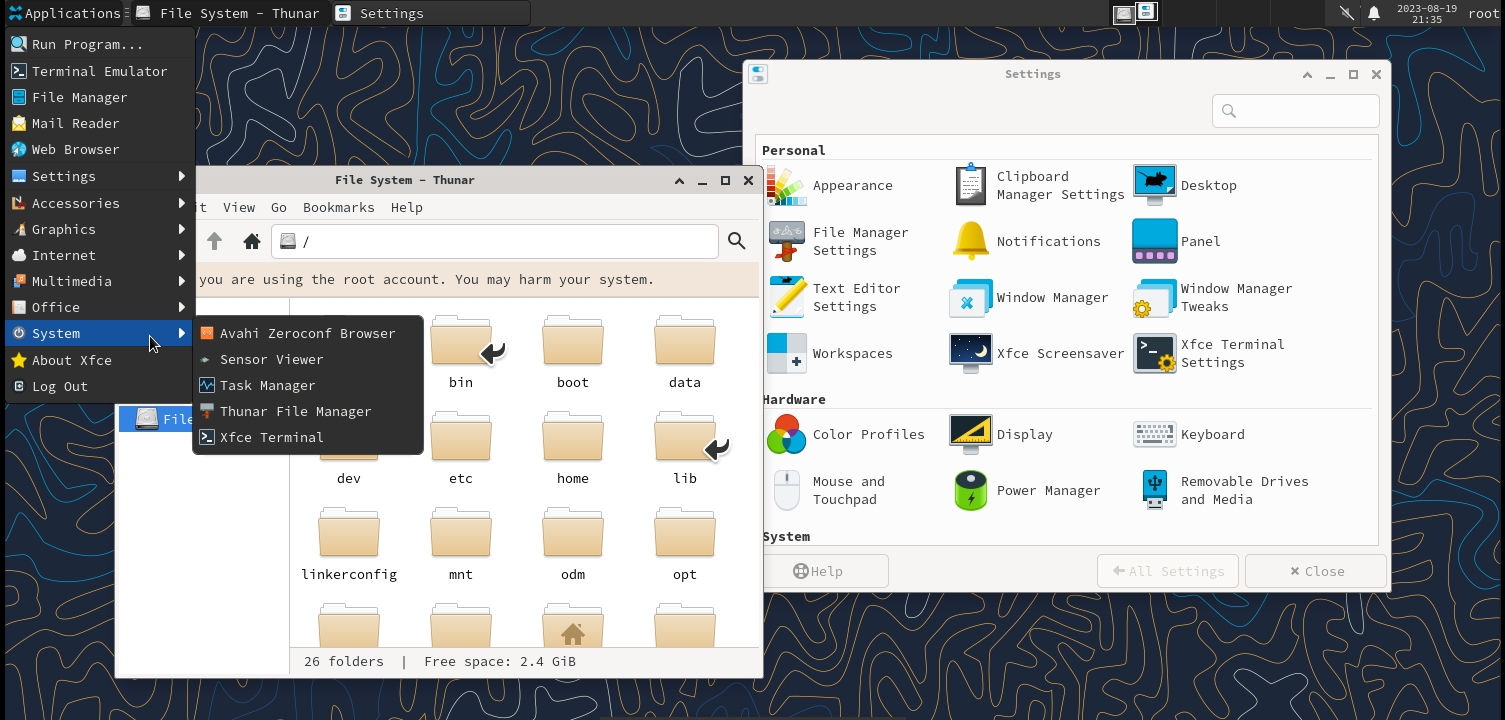 Applications
File System - Thunar
Settings
2023-08-19
21:35
root
Run Program...
Terminal Emulator
File Manager
Mail Reader
Web Browser
Settings
Accessories
Graphics
Internet
Multimedia
Office
System
About Xfce
Log Out
Avahi Zeroconf Browser
Sensor Viewer
Task Manager
Thunar File Manager
Xfce Terminal
File System - Thunar
it View Go Bookmarks Help
/
you are using the root account. You may harm your system.
File
bin boot data
dev etc home lib
linkerconfig mnt odm opt
26 folders | Free space: 2.4 GiB
Settings
Personal
Appearance
Clipboard
Manager Settings
Desktop
File Manager
Settings
Notifications
Panel
Text Editor
Settings
Window Manager
Window Manager
Tweaks
Workspaces
Xfce Screensaver
Xfce Terminal
Settings
Hardware
Color Profiles
Display
Keyboard
Mouse and
Touchpad
Power Manager
Removable Drives
and Media
System
Help
All Settings
Close